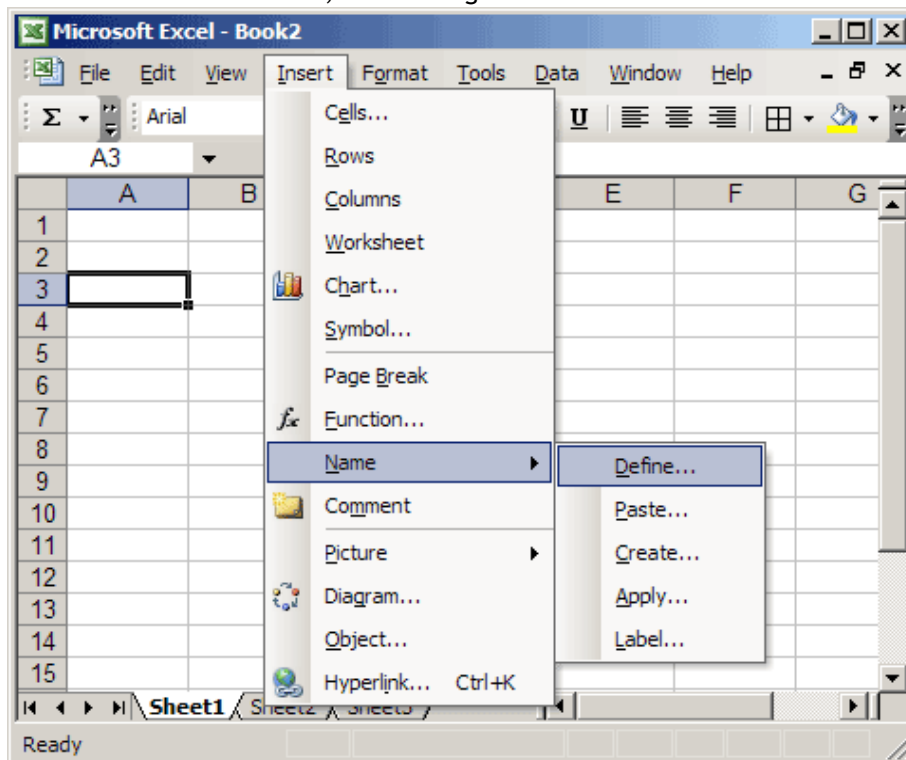 Microsoft Excel - Book2
File Edit View Insert Format Tools Data Window Help
Σ Arial U
A3
A B E F G
1
2
3
4
5
6
7
8
9
10
11
12
13
14
15
Cells...
Rows
Columns
Worksheet
Chart...
Symbol...
Page Break
fx Function...
Name
Comment
Picture
Diagram...
Object...
Hyperlink... Ctrl+K
Define...
Paste...
Create...
Apply...
Label...
Sheet1
Ready